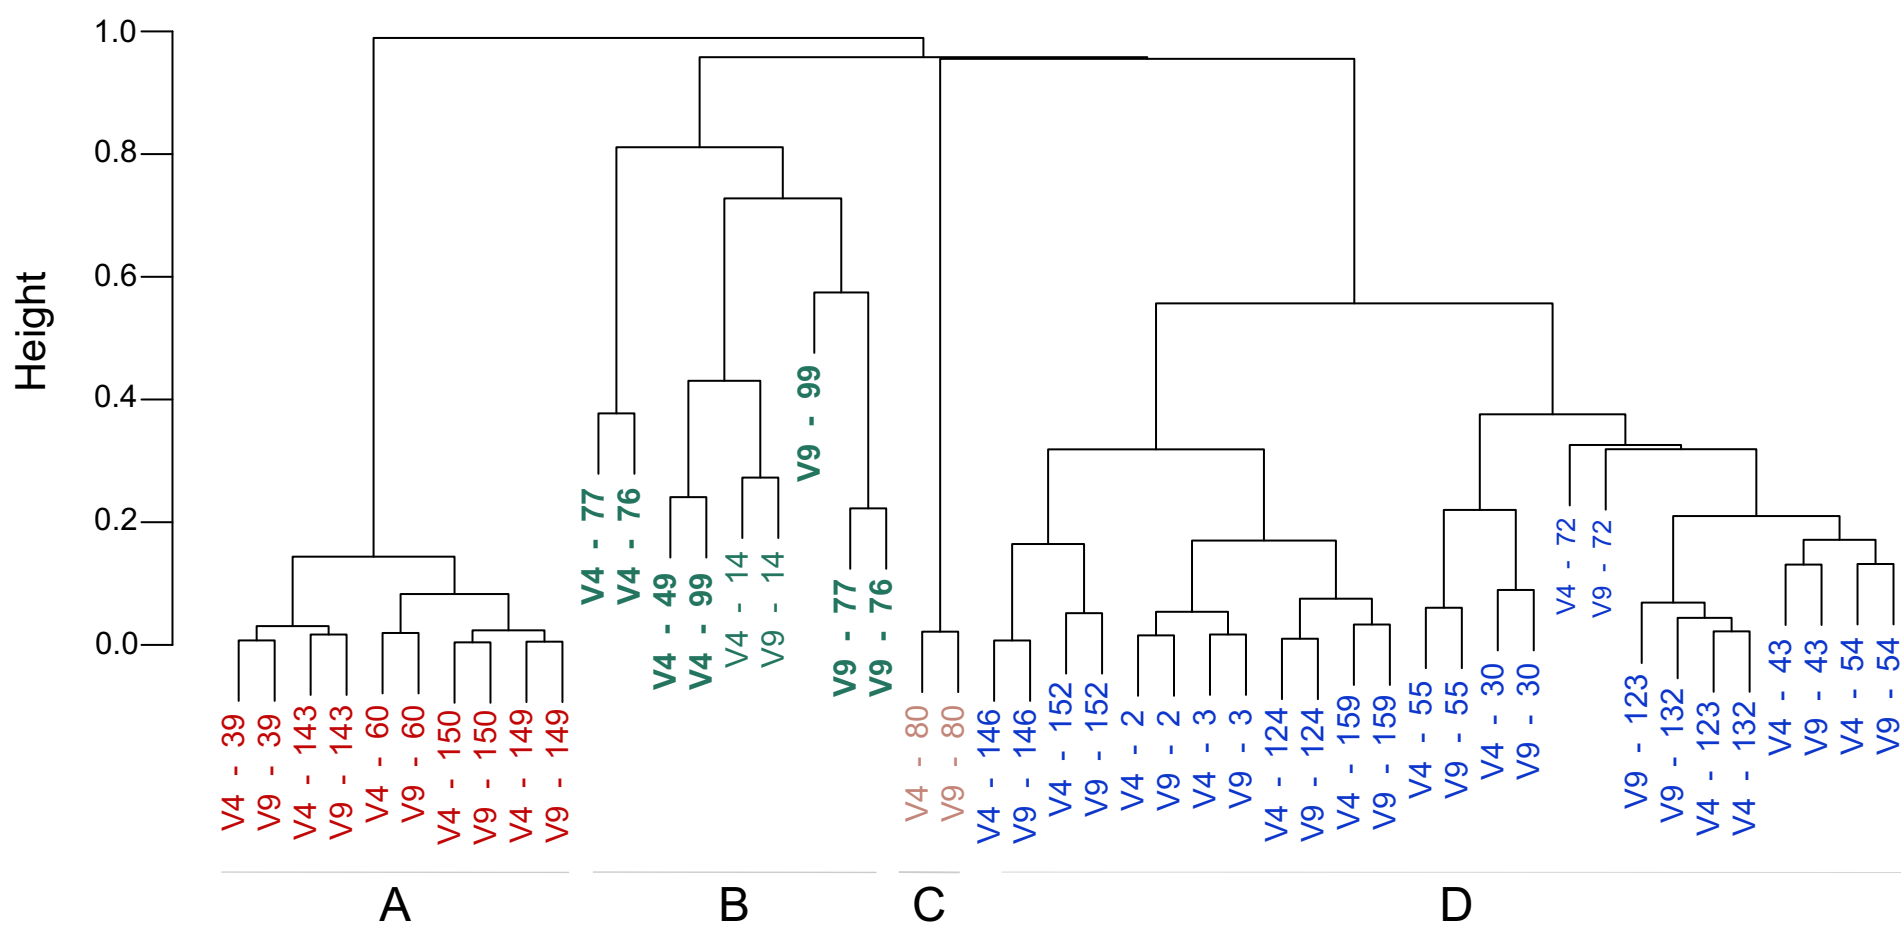 1.0
0.8
0.6
0.4
0.2
0.0
Height
V4 - 39
V9 - 39
V4 - 143
V9 - 143
V4 - 60
V9 - 60
V4 - 150
V9 - 150
V4 - 149
V9 - 149
V4 - 77
V4 - 76
V4 - 49
V4 - 99
V4 - 14
V9 - 14
V9 - 99
V9 - 77
V9 - 76
V4 - 80
V9 - 80
V4 - 146
V9 - 146
V4 - 152
V9 - 152
V4 - 2
V9 - 2
V4 - 3
V9 - 3
V4 - 124
V9 - 124
V4 - 159
V9 - 159
V4 - 55
V9 - 55
V4 - 30
V9 - 30
V4 - 72
V9 - 72
V9 - 123
V9 - 132
V4 - 123
V4 - 132
V4 - 43
V9 - 43
V4 - 54
V9 - 54
A
B
C
D